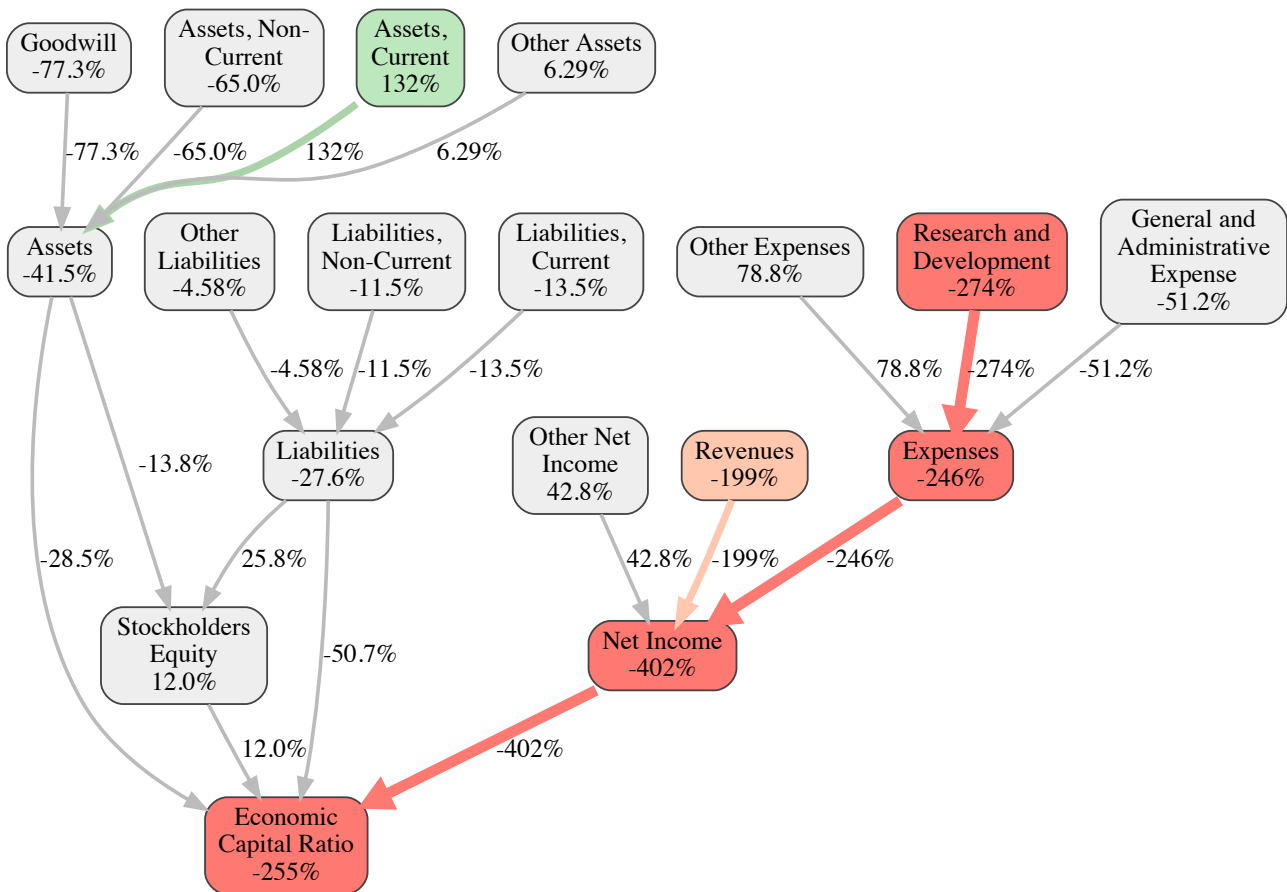 Goodwill
-77.3%
Assets, Non-
Current
-65.0%
Assets,
Current
132%
Other Assets
6.29%
-77.3%
-65.0%
132%
6.29%
Assets
-41.5%
Other
Liabilities
-4.58%
Liabilities,
Non-Current
-11.5%
Liabilities,
Current
-13.5%
Other Expenses
78.8%
Research and
Development
-274%
General and
Administrative
Expense
-51.2%
-4.58%
-11.5%
-13.5%
78.8%
-274%
-51.2%
-13.8%
Liabilities
-27.6%
Other Net
Income
42.8%
Revenues
-199%
Expenses
-246%
-28.5%
25.8%
42.8%
-199%
-246%
Stockholders
Equity
12.0%
-50.7%
Net Income
-402%
12.0%
-402%
Economic
Capital Ratio
-255%